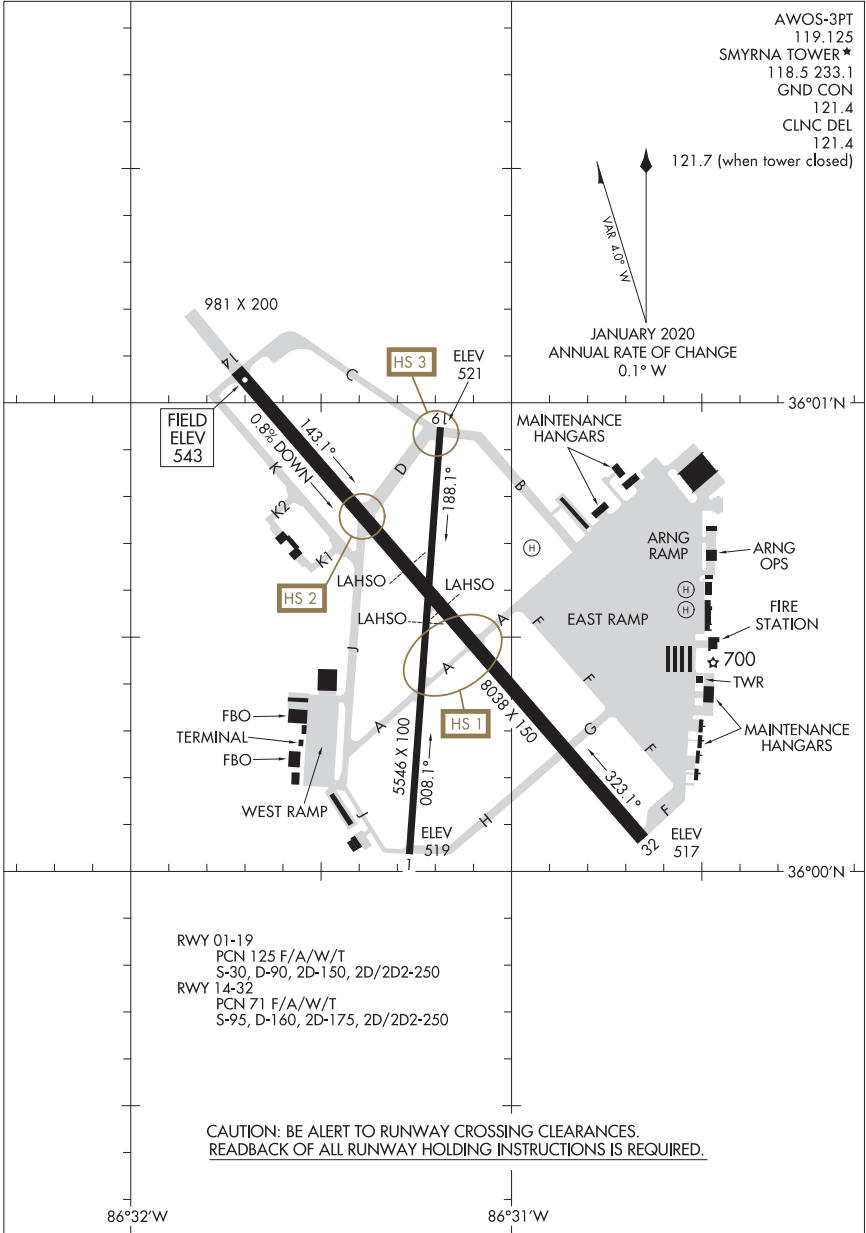 AWOS-3PT
119.125
SMYRNA TOWER★
118.5 233.1
GND CON
121.4
CLNC DEL
121.4
121.7 (when tower closed)
VAR 4.0° W
JANUARY 2020
ANNUAL RATE OF CHANGE
0.1° W
981 X 200
14
C
HS 3
ELEV
521
19
36°01'N
FIELD
ELEV
543
0.8% DOWN
143.1°
K
D
188.1°
MAINTENANCE
HANGARS
B
K2
K1
HS 2
LAHSO
LAHSO
LAHSO
H
ARNG
RAMP
ARNG
OPS
H
H
EAST RAMP
FIRE
STATION
700
TWR
MAINTENANCE
HANGARS
A
F
A
F
J
HS 1
8038 X 150
G
F
A
FBO
TERMINAL
FBO
WEST RAMP
5546 X 100
008.1°
323.1°
F
J
H
ELEV
519
1
32
ELEV
517
36°00'N
RWY 01-19
PCN 125 F/A/W/T
S-30, D-90, 2D-150, 2D/2D2-250
RWY 14-32
PCN 71 F/A/W/T
S-95, D-160, 2D-175, 2D/2D2-250
CAUTION: BE ALERT TO RUNWAY CROSSING CLEARANCES.
READBACK OF ALL RUNWAY HOLDING INSTRUCTIONS IS REQUIRED.
86°32'W
86°31'W